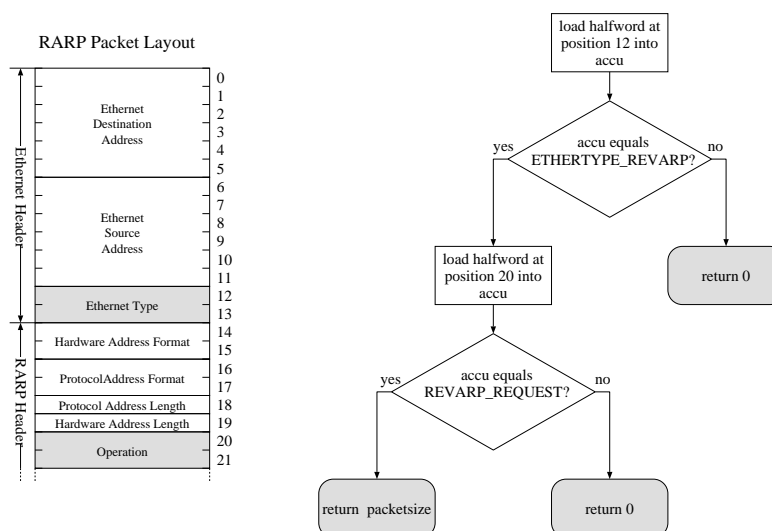 RARP Packet Layout
Ethernet Header
RARP Header
Ethernet
Destination
Address
Ethernet
Source
Address
Ethernet Type
Hardware Address Format
ProtocolAddress Format
Protocol Address Length
Hardware Address Length
Operation
0
1
2
3
4
5
6
7
8
9
10
11
12
13
14
15
16
17
18
19
20
21
load halfword at
position 12 into
accu
accu equals
ETHERTYPE_REVARP?
yes
no
load halfword at
position 20 into
accu
return 0
accu equals
REVARP_REQUEST?
yes
no
return packetsize
return 0